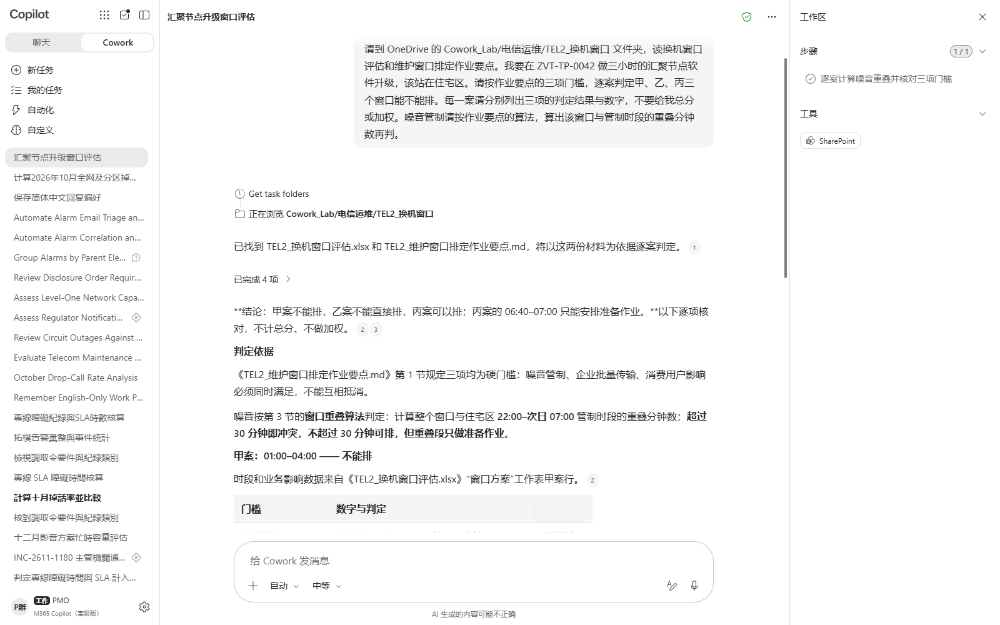 Copilot
聊天
Cowork
新任务
我的任务
自动化
自定义
汇聚节点升级窗口评估
计算2026年10月全网及分区掉...
保存简体中文回复偏好
Automate Alarm Email Triage an...
Automate Alarm Correlation an...
Group Alarms by Parent Ele...
Review Disclosure Order Requir...
Assess Level-One Network Capa...
Assess Regulator Notificati...
Review Circuit Outages Against ...
Evaluate Telecom Maintenance ...
October Drop-Call Rate Analysis
Remember English-Only Work P...
專線障礙紀錄與SLA時數核算
拓樸告警彙整與事件統計
檢視調取令要件與紀錄類別
專線 SLA 障礙時間核算
計算十月掉話率並比較
核對調取令要件與紀錄類別
十二月影音方案忙時容量評估
INC-2611-1180 主管機關通...
判定專線障礙時間與 SLA 計入...
P辦
工作 PMO
M365 Copilot（高级版）
汇聚节点升级窗口评估
请到 OneDrive 的 Cowork_Lab/电信运维/TEL2_换机窗口 文件夹，读换机窗口
评估和维护窗口排定作业要点。我要在 ZVT-TP-0042 做三小时的汇聚节点软
件升级，该站在住宅区。请按作业要点的三项门槛，逐案判定甲、乙、丙三
个窗口能不能排。每一案请分别列出三项的判定结果与数字，不要给我总分
或加权。噪音管制请按作业要点的算法，算出该窗口与管制时段的重叠分钟
数再判。
Get task folders
正在浏览 Cowork_Lab/电信运维/TEL2_换机窗口
已找到 TEL2_换机窗口评估.xlsx 和 TEL2_维护窗口排定作业要点.md，将以这两份材料为依据逐案判定。 1
已完成 4 项
**结论：甲案不能排，乙案不能直接排，丙案可以排；丙案的 06:40–07:00 只能安排准备作业。**以下逐项核
对，不计总分、不做加权。 2 3
判定依据
《TEL2_维护窗口排定作业要点.md》第 1 节规定三项均为硬门槛：噪音管制、企业批量传输、消费用户影响
必须同时满足，不能互相抵消。
噪音按第 3 节的窗口重叠算法判定：计算整个窗口与住宅区 22:00–次日 07:00 管制时段的重叠分钟数；超过
30 分钟即冲突，不超过 30 分钟可排，但重叠段只做准备作业。
甲案：01:00–04:00 —— 不能排
时段和业务影响数据来自《TEL2_换机窗口评估.xlsx》“窗口方案”工作表甲案行。 2
门槛
数字与判定
给 Cowork 发消息
自动
中等
AI 生成的内容可能不正确
工作区
步骤
1 / 1
逐案计算噪音重叠并核对三项门槛
工具
SharePoint